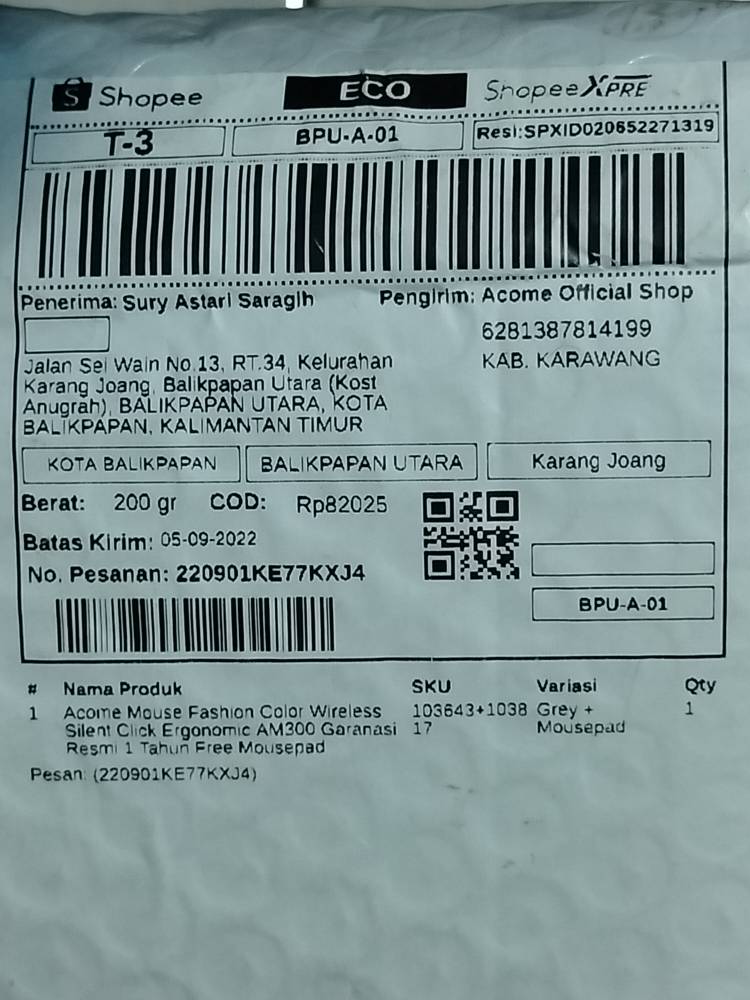 Shopee ECO ShopeeXPRE
T-3 BPU-A-01 Resi:SPXID020652271319
Penerima: Sury Astari Saragih Pengirim: Acome Official Shop
6281387814199
Jalan Sei Wain No.13, RT.34, Kelurahan KAB. KARAWANG
Karang Joang, Balikpapan Utara (Kost
Anugrah), BALIKPAPAN UTARA, KOTA
BALIKPAPAN, KALIMANTAN TIMUR
KOTA BALIKPAPAN BALIKPAPAN UTARA Karang Joang
Berat: 200 gr COD: Rp82025
Batas Kirim: 05-09-2022
No. Pesanan: 220901KE77KXJ4
BPU-A-01
# Nama Produk SKU Variasi Qty
1 Acome Mouse Fashion Color Wireless 103643+1038 Grey + 1
Silent Click Ergonomic AM300 Garanasi 17 Mousepad
Resmi 1 Tahun Free Mousepad
Pesan: (220901KE77KXJ4)